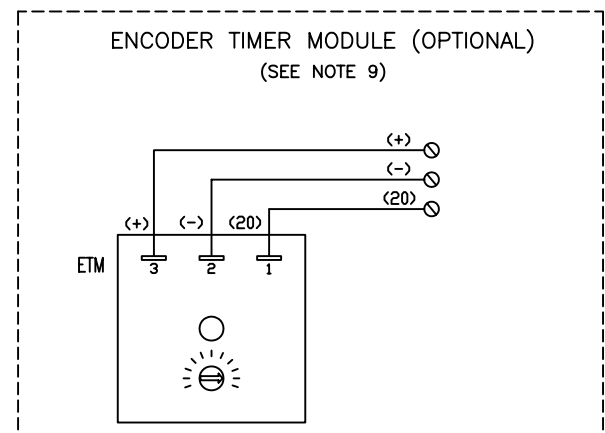 ENCODER TIMER MODULE (OPTIONAL)
(SEE NOTE 9)
(+)
(-)
(20)
(+) (-) (20)
ETM
3 2 1